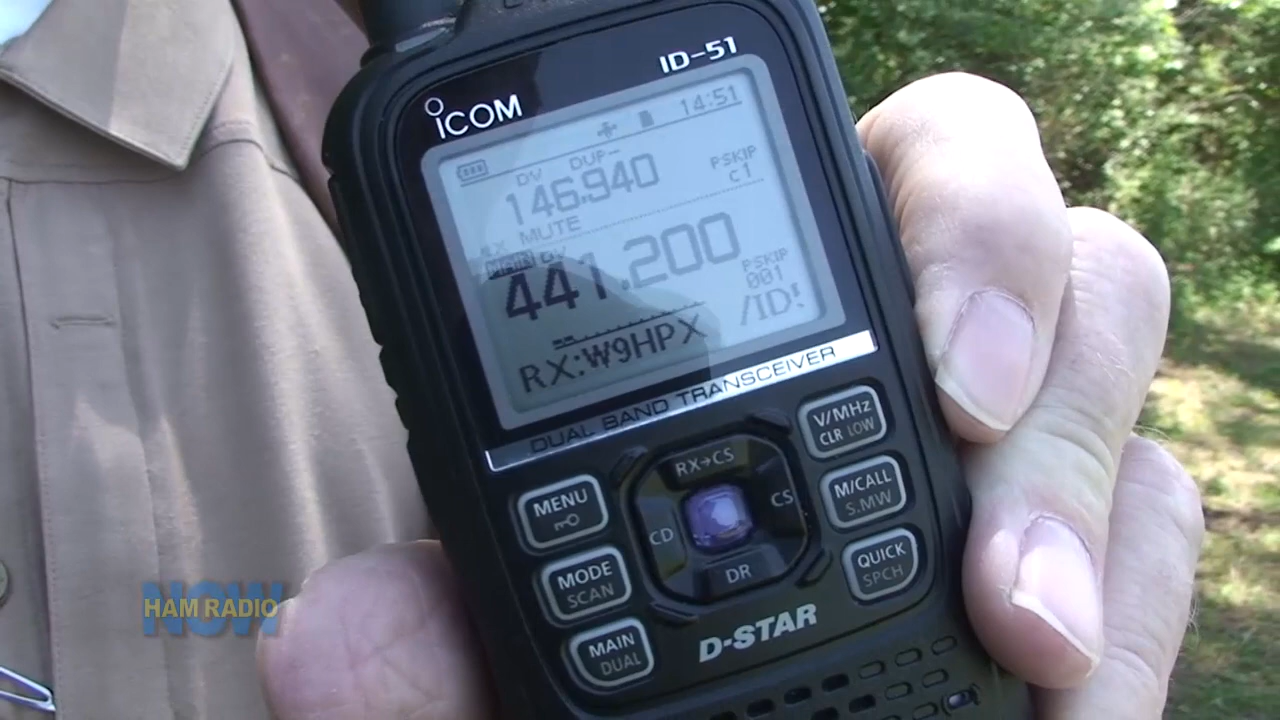 ID-51
ICOM
14:51
DV DUP-
146.940
PSKIP
c1
RX MUTE
MAIN DV
441.200
PSKIP
001
RX:W9HPX
/ID!
DUAL BAND TRANSCEIVER
V/MHz
CLR LOW
RX→CS
MENU
CS
M/CALL
S.MW
CD
MODE
SCAN
DR
QUICK
SPCH
MAIN
DUAL
D-STAR
HAM RADIO
NOW